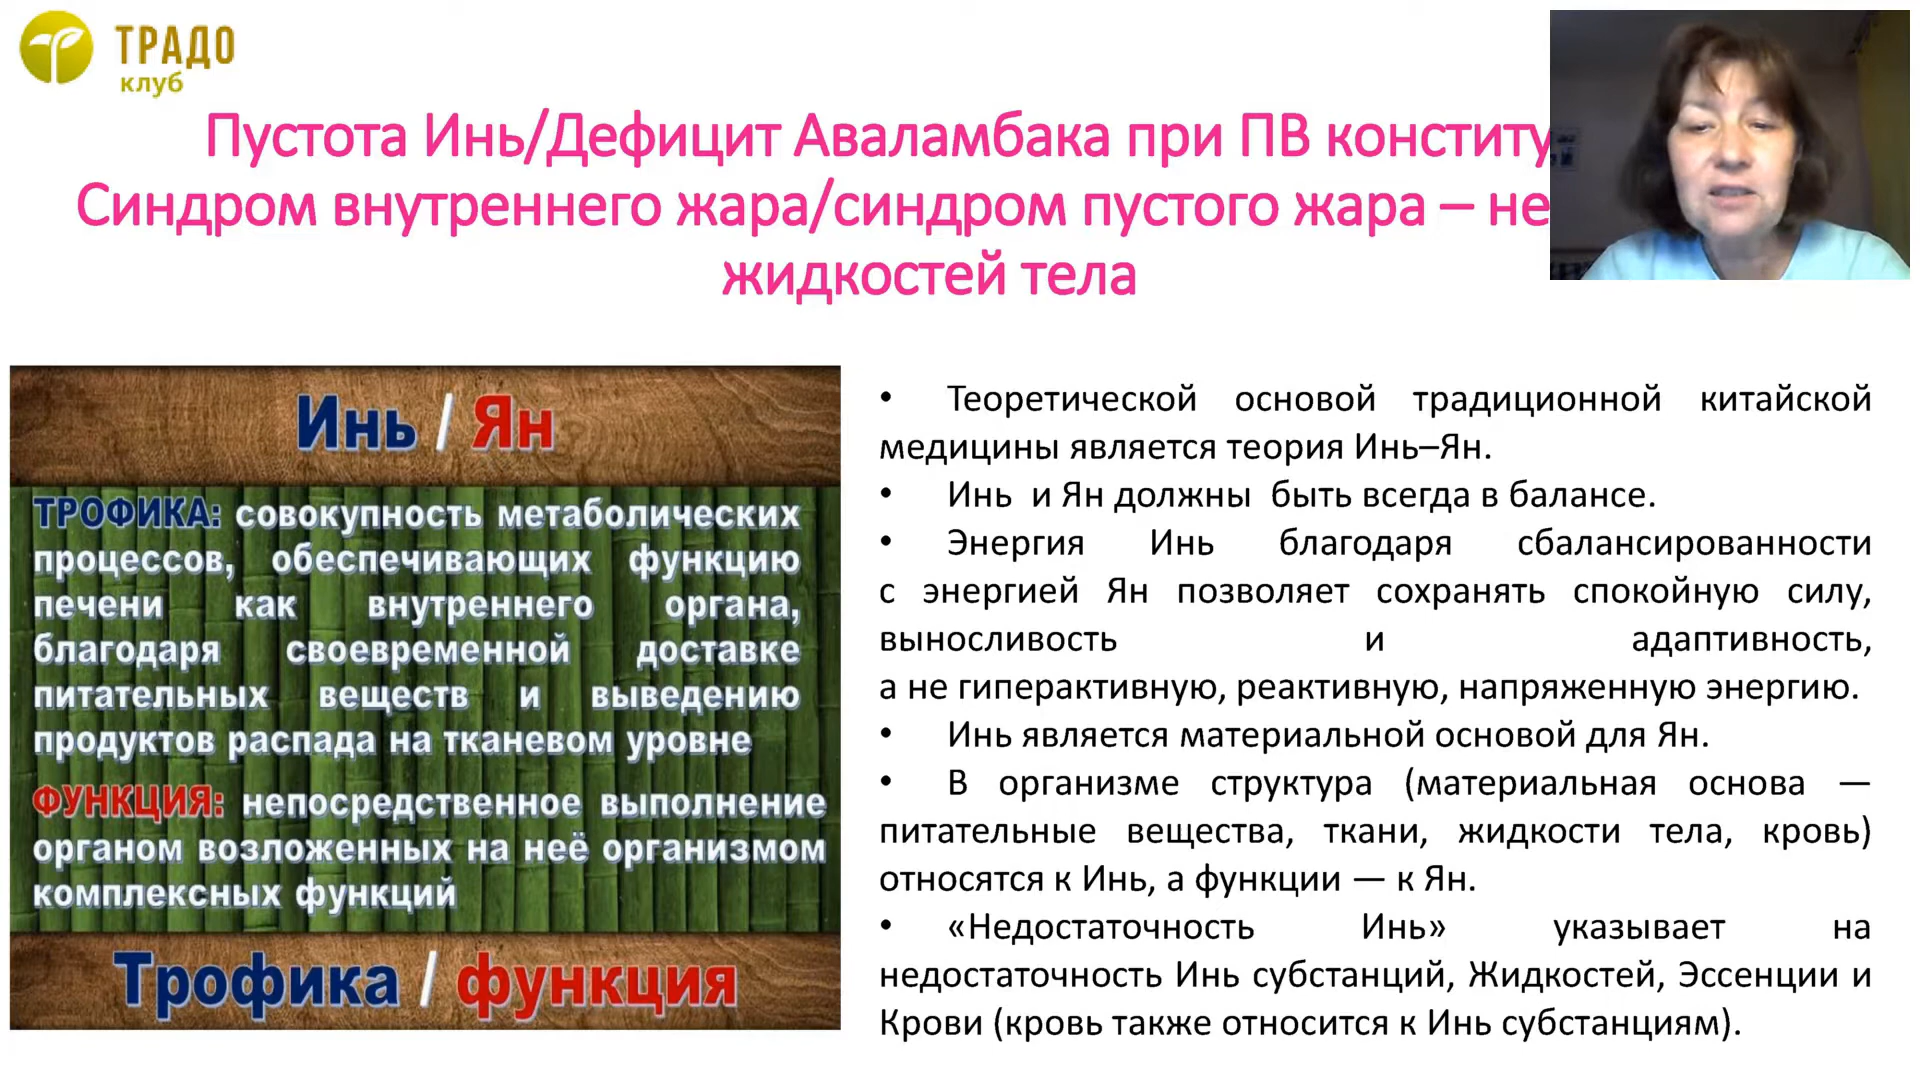 ТРАДО
клуб
Пустота Инь/Дефицит Аваламбака при ПВ конститу
Синдром внутреннего жара/синдром пустого жара – не
жидкостей тела
Инь / Ян
ТРОФИКА: совокупность метаболических
процессов, обеспечивающих функцию
печени как внутреннего органа,
благодаря своевременной доставке
питательных веществ и выведению
продуктов распада на тканевом уровне
ФУНКЦИЯ: непосредственное выполнение
органом возложенных на неё организмом
комплексных функций
Трофика / функция
• Теоретической основой традиционной китайской
медицины является теория Инь–Ян.
• Инь и Ян должны быть всегда в балансе.
• Энергия Инь благодаря сбалансированности
с энергией Ян позволяет сохранять спокойную силу,
выносливость и адаптивность,
а не гиперактивную, реактивную, напряженную энергию.
• Инь является материальной основой для Ян.
• В организме структура (материальная основа —
питательные вещества, ткани, жидкости тела, кровь)
относятся к Инь, а функции — к Ян.
• «Недостаточность Инь» указывает на
недостаточность Инь субстанций, Жидкостей, Эссенции и
Крови (кровь также относится к Инь субстанциям).